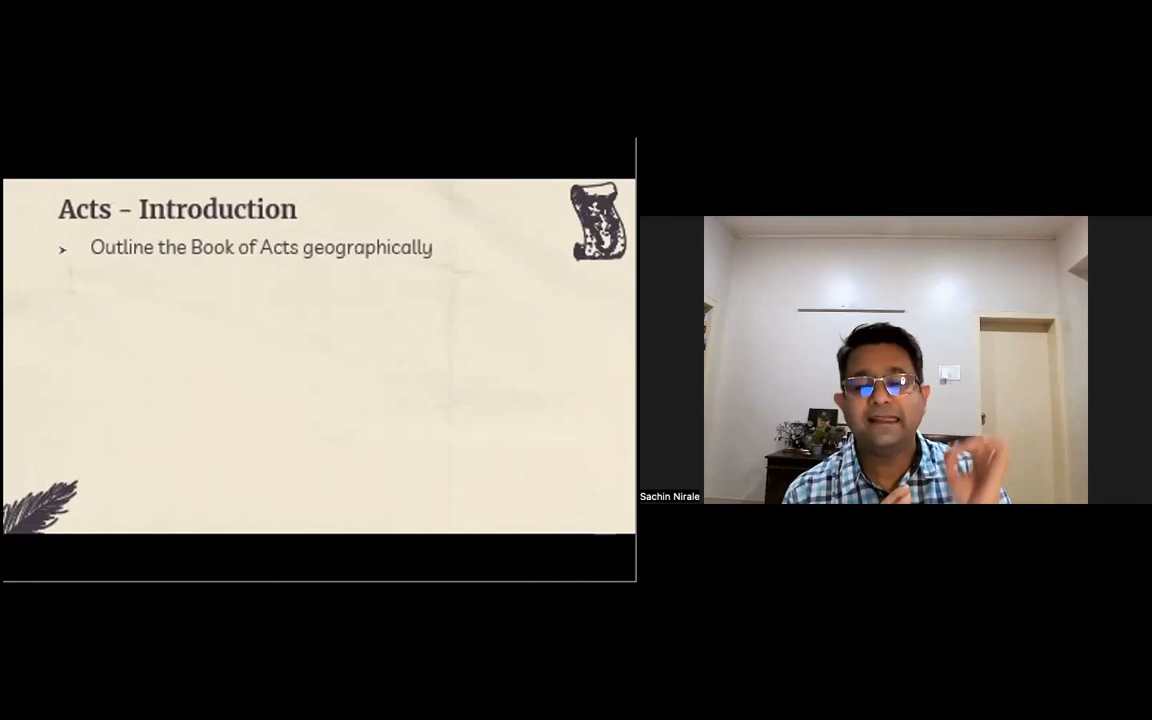 Acts - Introduction
➤ Outline the Book of Acts geographically
Sachin Nirale